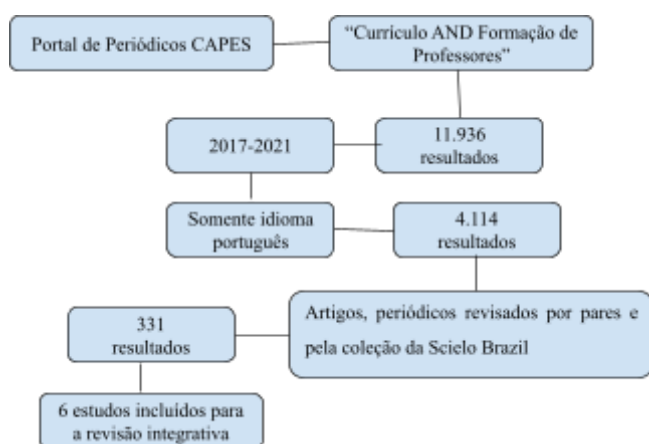 Portal de Periódicos CAPES
“Currículo AND Formação de
Professores”
11.936
resultados
2017-2021
Somente idioma
português
4.114
resultados
Artigos, periódicos revisados por pares e
pela coleção da Scielo Brazil
331
resultados
6 estudos incluídos para
a revisão integrativa